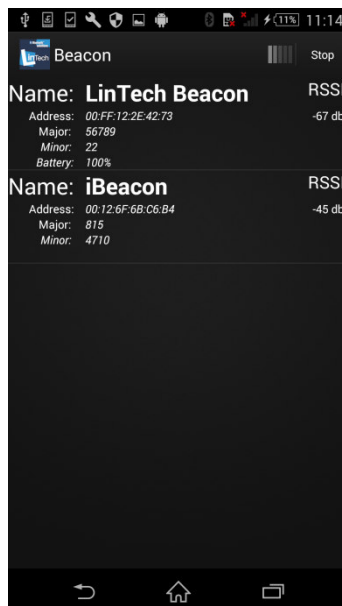 11% 11:14
LinTech Beacon Stop
Name: LinTech Beacon RSSI
Address: 00:FF:12:2E:42:73 -67 db
Major: 56789
Minor: 22
Battery: 100%
Name: iBeacon RSSI
Address: 00:12:6F:6B:C6:B4 -45 db
Major: 815
Minor: 4710